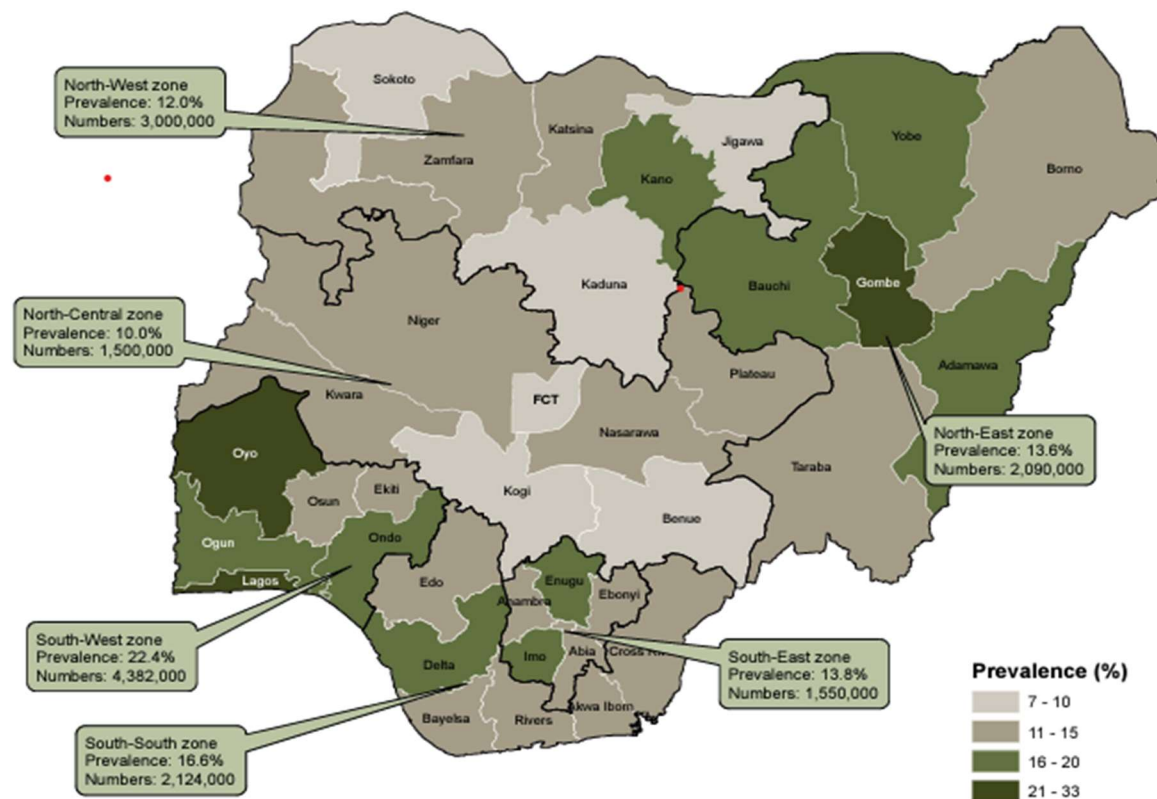 North-West zone
Prevalence: 12.0%
Numbers: 3,000,000
Sokoto
Katsina
Zamfara
Kano
Jigawa
Yobe
Borno
North-Central zone
Prevalence: 10.0%
Numbers: 1,500,000
Niger
Kaduna
Bauchi
Gombe
Adamawa
Kwara
FCT
Plateau
Nasarawa
North-East zone
Prevalence: 13.6%
Numbers: 2,090,000
Oyo
Taraba
Osun
Ekiti
Kogi
Benue
Ogun
Ondo
Lagos
Edo
Enugu
Anambra
Ebonyi
South-West zone
Prevalence: 22.4%
Numbers: 4,382,000
Delta
Imo
Abia
Cross
South-East zone
Prevalence: 13.8%
Numbers: 1,550,000
Bayelsa
Rivers
Akwa Ibom
South-South zone
Prevalence: 16.6%
Numbers: 2,124,000
Prevalence (%)
7 - 10
11 - 15
16 - 20
21 - 33